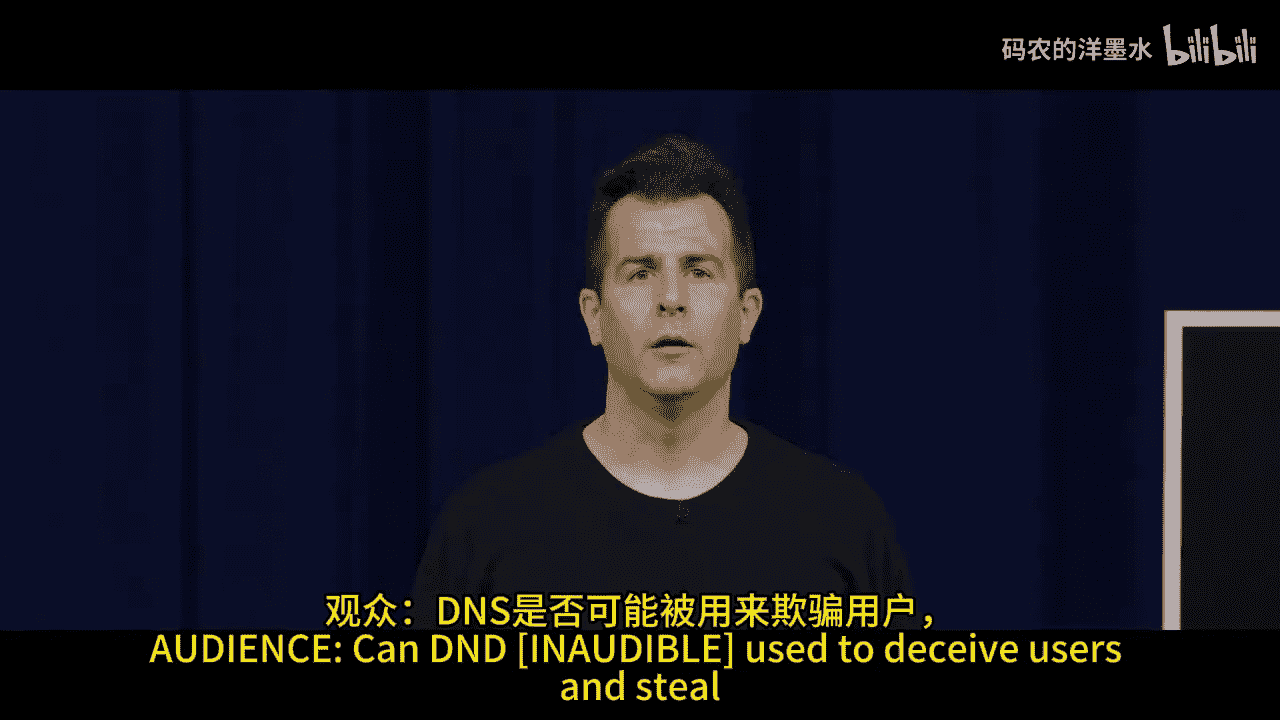 码农的洋墨水 bilibili
观众：DNS是否可能被用来欺骗用户，
AUDIENCE: Can DND [INAUDIBLE] used to deceive users
and steal